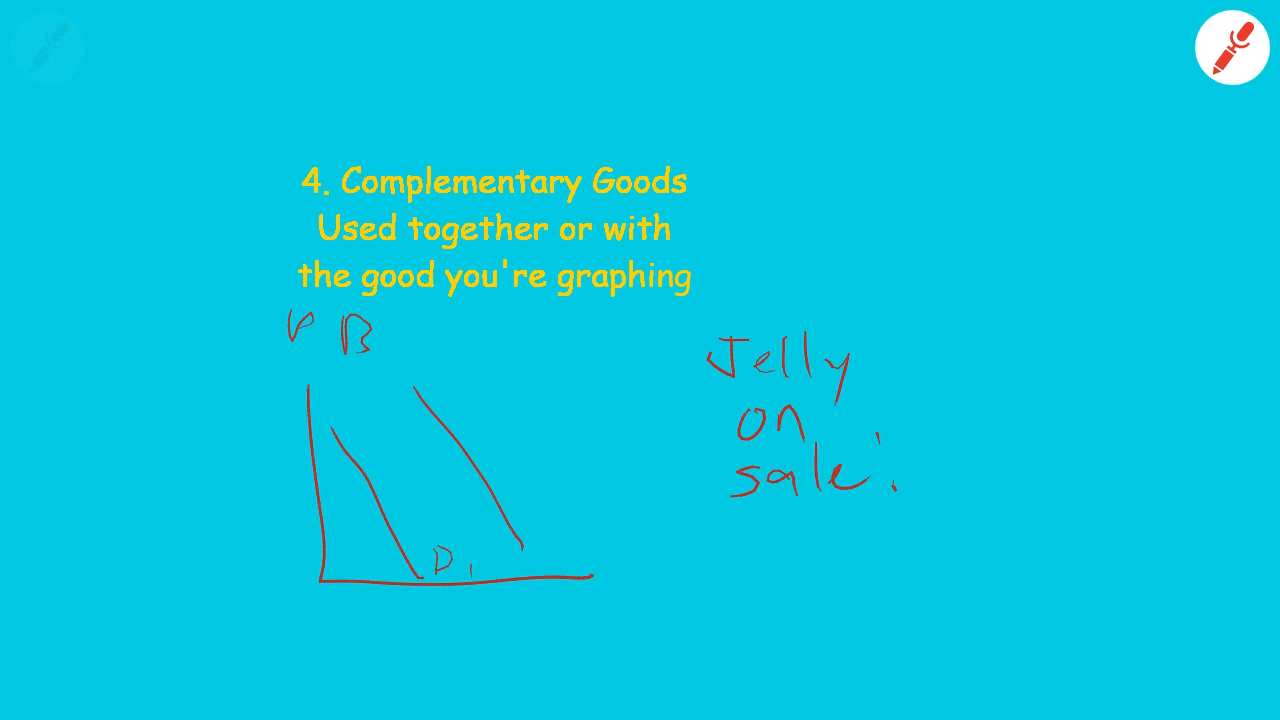 4. Complementary Goods
Used together or with
the good you're graphing
P B
Jelly
on
sale!
D1